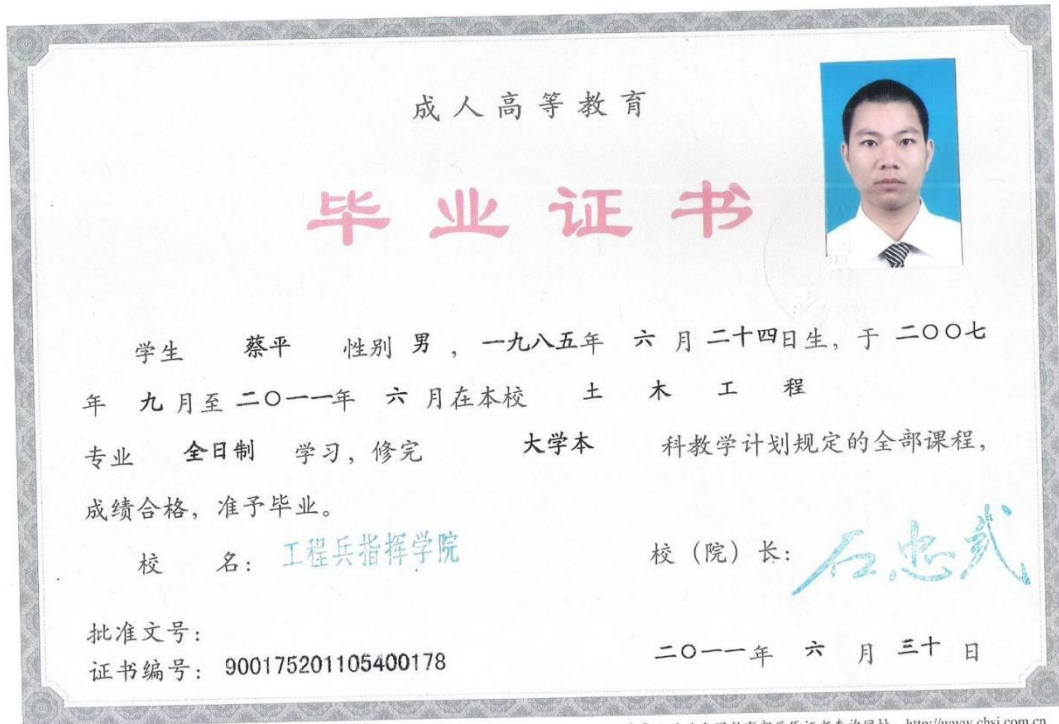 成人高等教育
毕业证书
学生 蔡平 性别 男 ，一九八五年 六 月 二十四日生，于 二〇〇七
年 九 月至 二〇一一年 六 月在本校 土 木 工 程
专业 全日制 学习，修完 大学本 科教学计划规定的全部课程，
成绩合格，准予毕业。
校 名： 工程兵指挥学院 校（院）长： 石忠武
批准文号：
证书编号： 900175201105400178 二〇一一年 六 月 三十 日
http://www.chsi.com.cn